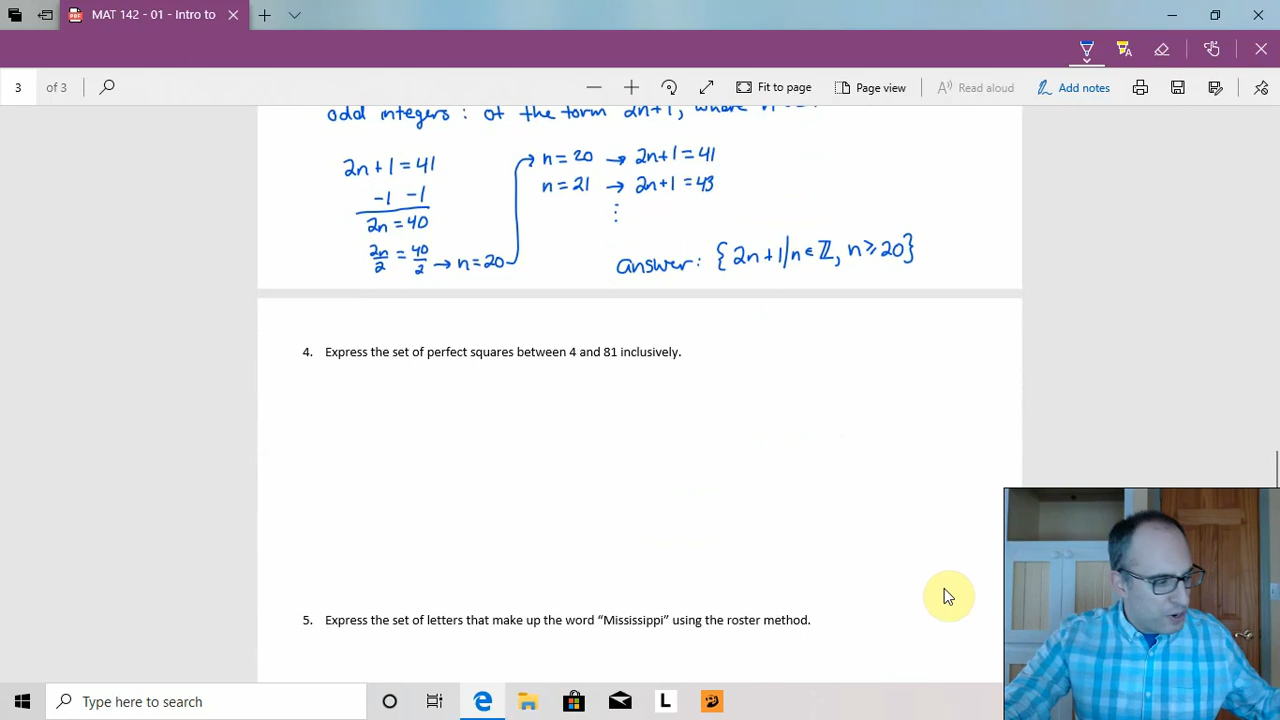 MAT 142 - 01 - Intro to
3 of 3
Fit to page
Page view
Read aloud
Add notes
odd integers : of the form 2n+1, where
2n+1 = 41
-1 -1
2n = 40
2n/2 = 40/2 → n=20
n=20 → 2n+1 = 41
n=21 → 2n+1 = 43
⋮
answer: {2n+1|n∈ℤ, n≥20}
4. Express the set of perfect squares between 4 and 81 inclusively.
5. Express the set of letters that make up the word “Mississippi” using the roster method.
Type here to search
L